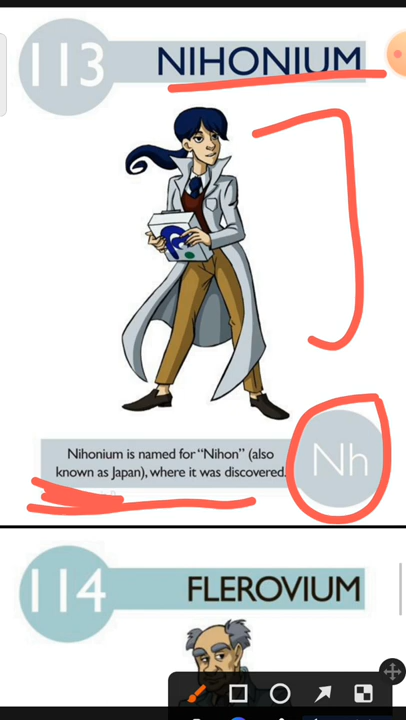 113
NIHONIUM
Nihonium is named for “Nihon” (also
known as Japan), where it was discovered.
Nh
114
FLEROVIUM